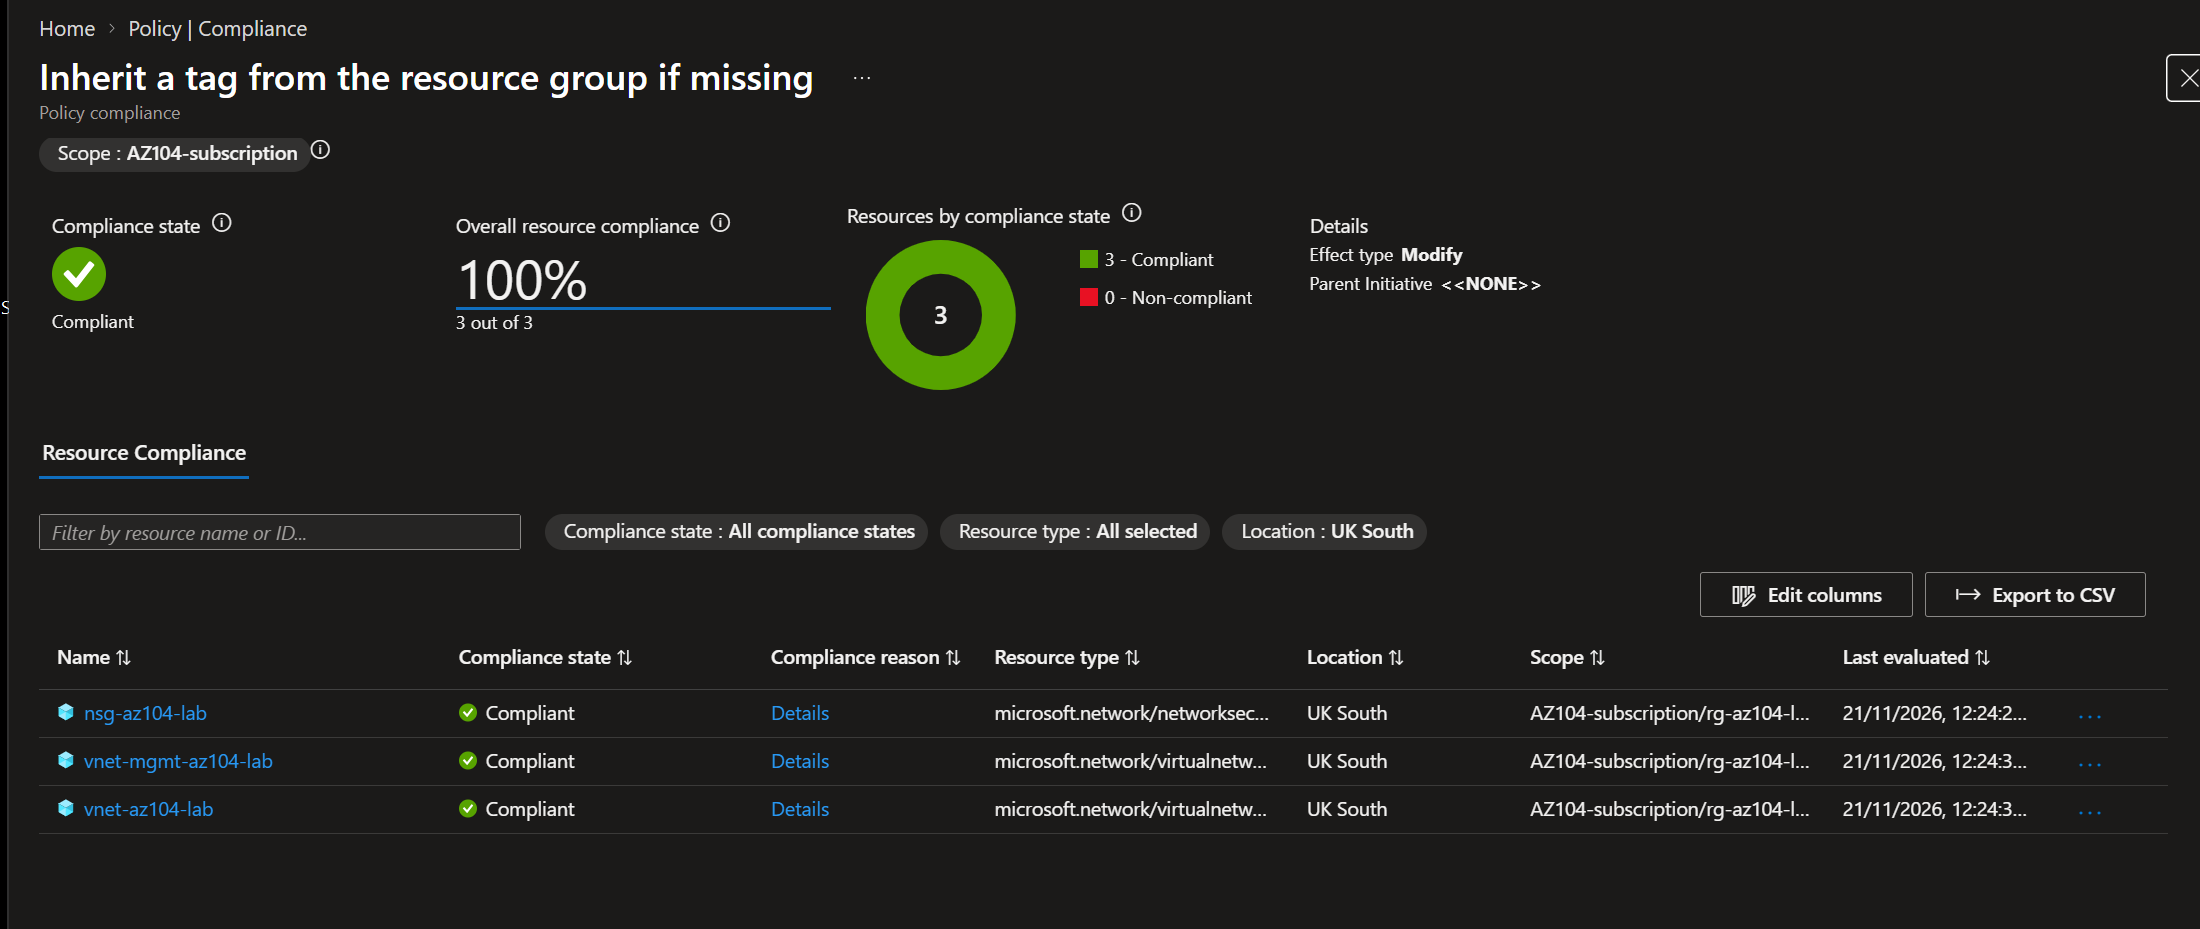 Home > Policy | Compliance
Inherit a tag from the resource group if missing ...
Policy compliance
Scope : AZ104-subscription
Compliance state
Compliant
Overall resource compliance
100%
3 out of 3
Resources by compliance state
3
3 - Compliant
0 - Non-compliant
Details
Effect type Modify
Parent Initiative <<NONE>>
Resource Compliance
Filter by resource name or ID...
Compliance state : All compliance states
Resource type : All selected
Location : UK South
Edit columns
Export to CSV
Name Compliance state Compliance reason Resource type Location Scope Last evaluated
nsg-az104-lab Compliant Details microsoft.network/networksec... UK South AZ104-subscription/rg-az104-l... 21/11/2026, 12:24:2... ...
vnet-mgmt-az104-lab Compliant Details microsoft.network/virtualnetw... UK South AZ104-subscription/rg-az104-l... 21/11/2026, 12:24:3... ...
vnet-az104-lab Compliant Details microsoft.network/virtualnetw... UK South AZ104-subscription/rg-az104-l... 21/11/2026, 12:24:3... ...